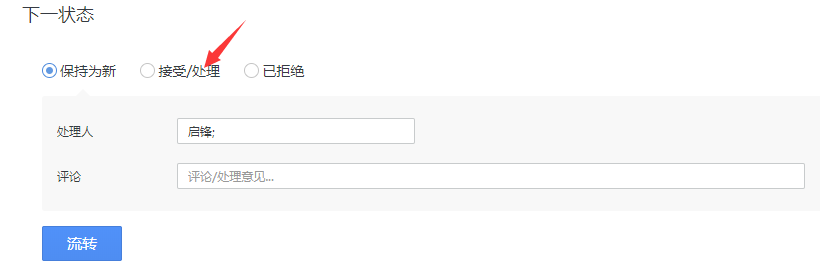 下一状态
保持为新 接受/处理 已拒绝
处理人 启锋;
评论 评论/处理意见...
流转